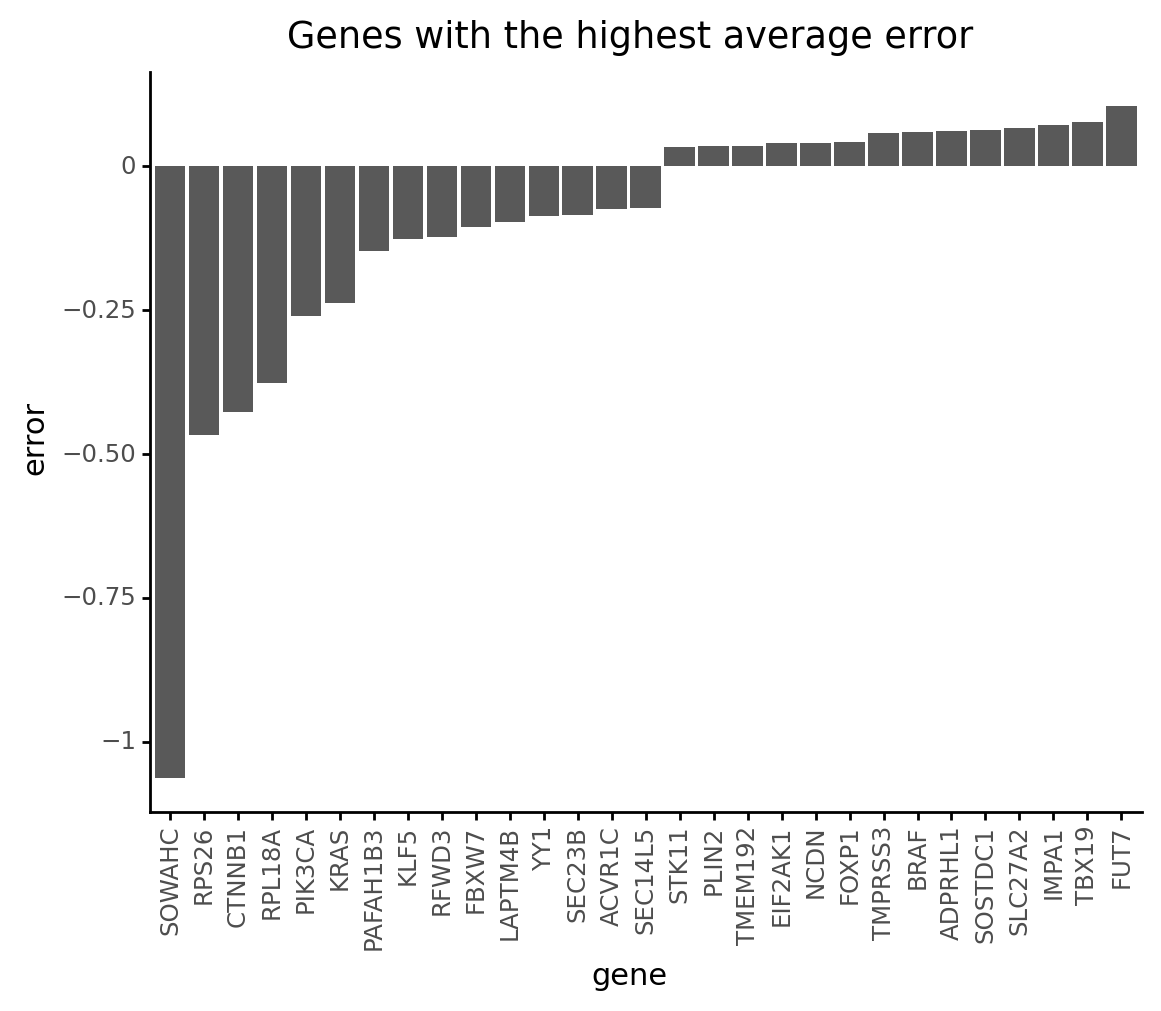 Genes with the highest average error
0
−0.25
−0.50
−0.75
−1
error
SOWAHC
RPS26
CTNNB1
RPL18A
PIK3CA
KRAS
PAFAH1B3
KLF5
RFWD3
FBXW7
LAPTM4B
YY1
SEC23B
ACVR1C
SEC14L5
STK11
PLIN2
TMEM192
EIF2AK1
NCDN
FOXP1
TMPRSS3
BRAF
ADPRHL1
SOSTDC1
SLC27A2
IMPA1
TBX19
FUT7
gene